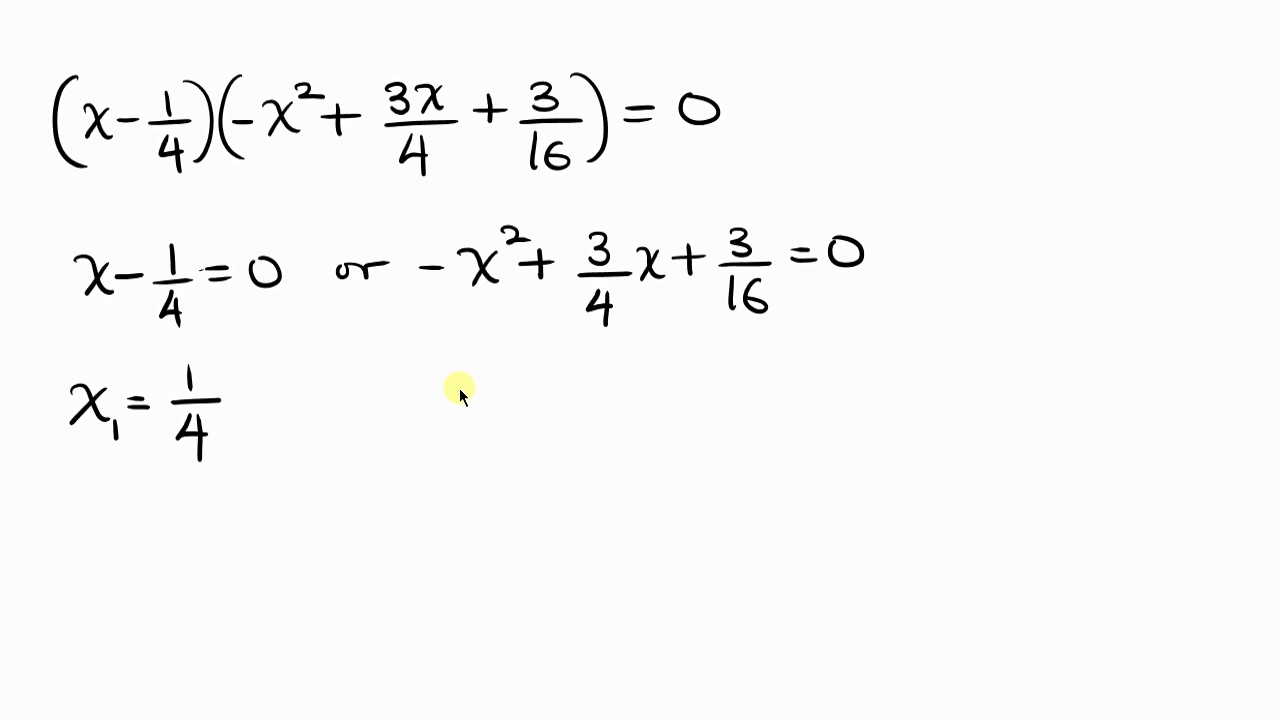 (x - 1/4)(-x² + 3x/4 + 3/16) = 0
x - 1/4 = 0 or -x² + 3/4 x + 3/16 = 0
x₁ = 1/4